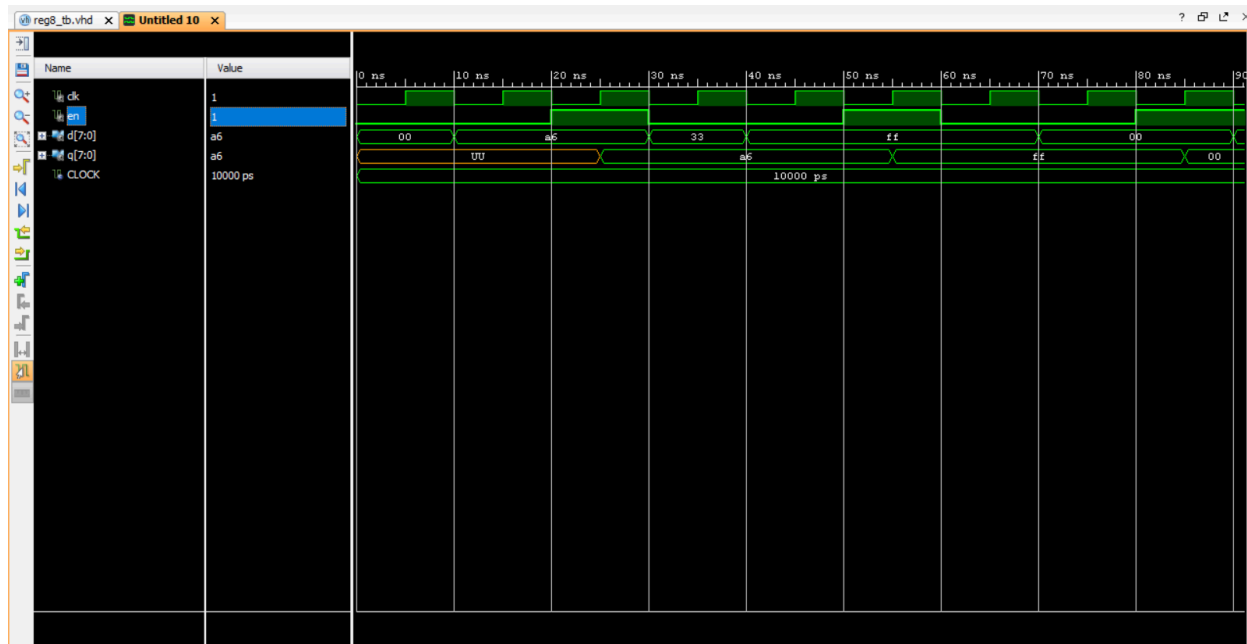 reg8_tb.vhd Untitled 10
Name Value
0 ns 10 ns 20 ns 30 ns 40 ns 50 ns 60 ns 70 ns 80 ns 90
clk 1
en 1
d[7:0] a6 00 a6 33 ff 00
q[7:0] a6 UU a6 ff 00
CLOCK 10000 ps 10000 ps